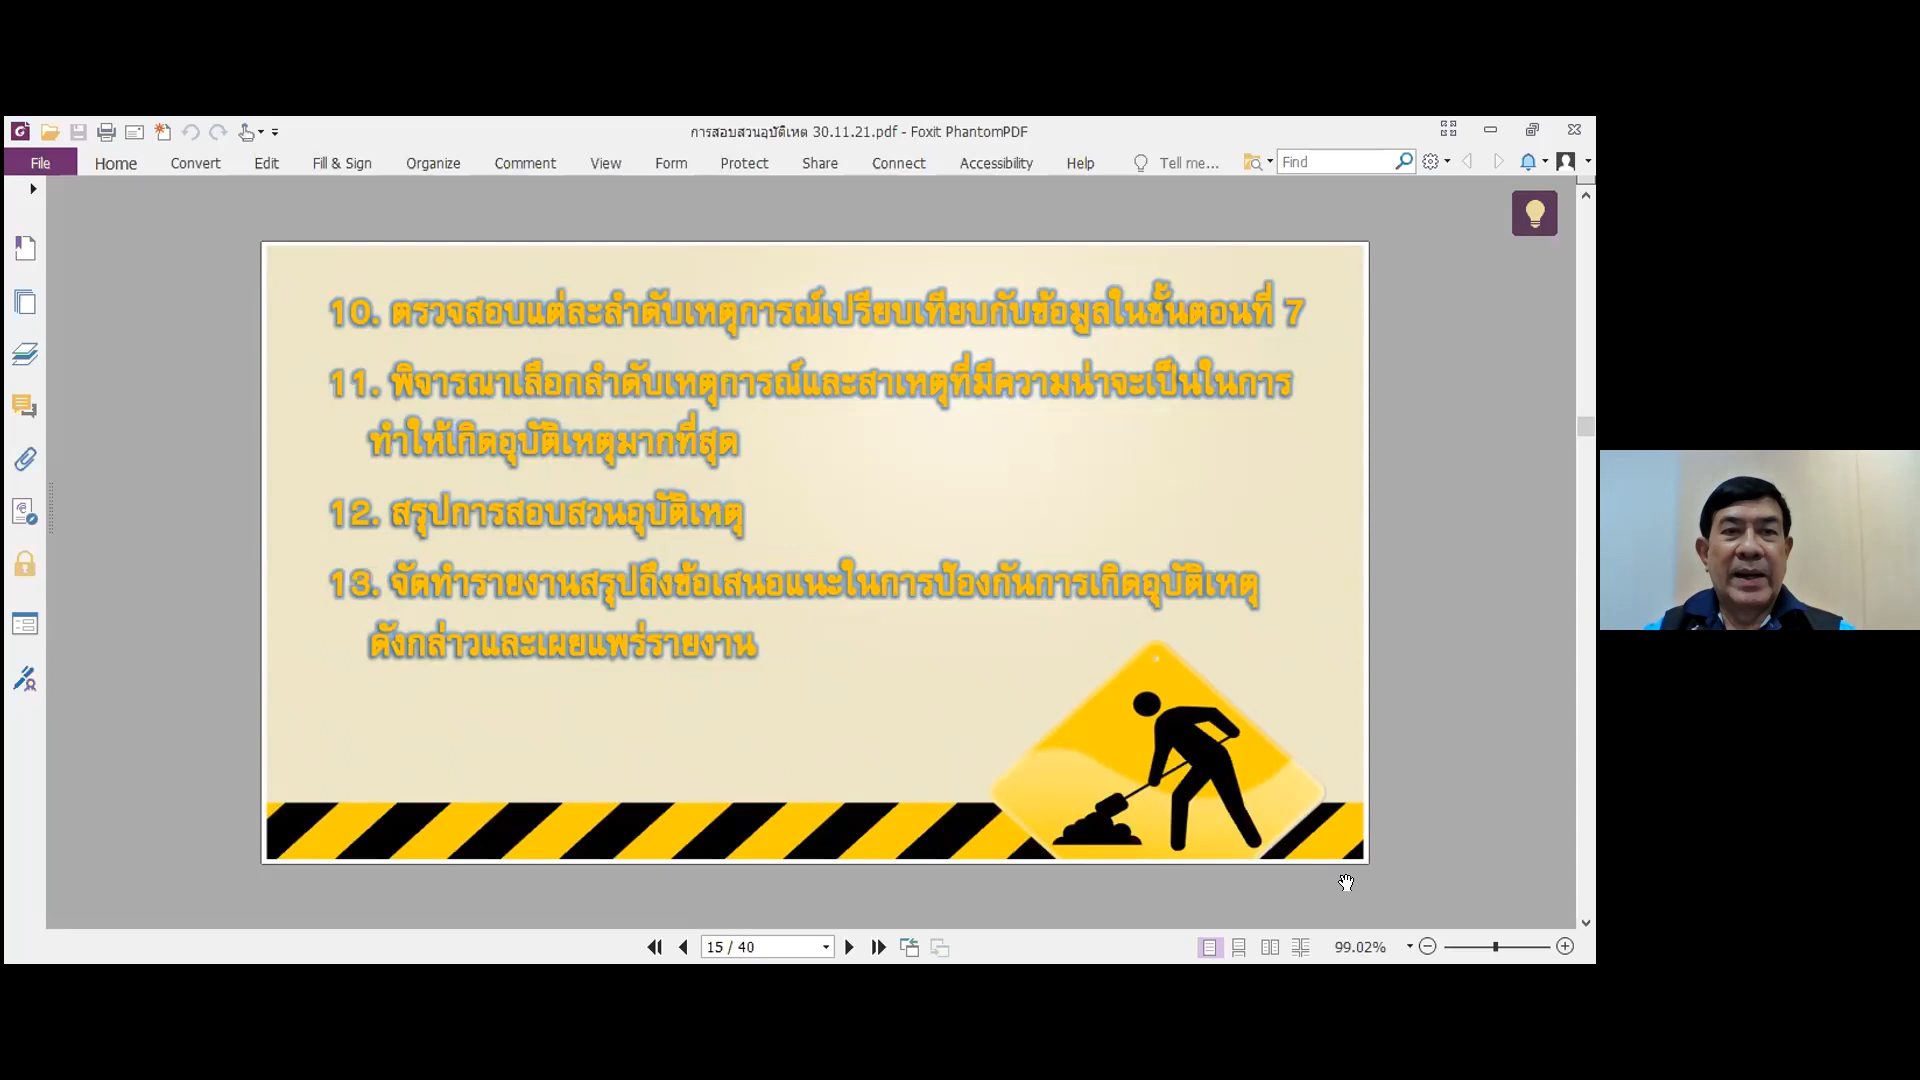 การสอบสวนอุบัติเหต 30.11.21.pdf - Foxit PhantomPDF
File Home Convert Edit Fill & Sign Organize Comment View Form Protect Share Connect Accessibility Help Tell me... Find
10. ตรวจสอบแต่ละลำดับเหตุการณ์เปรียบเทียบกับข้อมูลในขั้นตอนที่ 7
11. พิจารณาเลือกลำดับเหตุการณ์และสาเหตุที่มีความน่าจะเป็นในการ
ทำให้เกิดอุบัติเหตุมากที่สุด
12. สรุปการสอบสวนอุบัติเหตุ
13. จัดทำรายงานสรุปถึงข้อเสนอแนะในการป้องกันการเกิดอุบัติเหตุ
ดังกล่าวและเผยแพร่รายงาน
15 / 40 99.02%